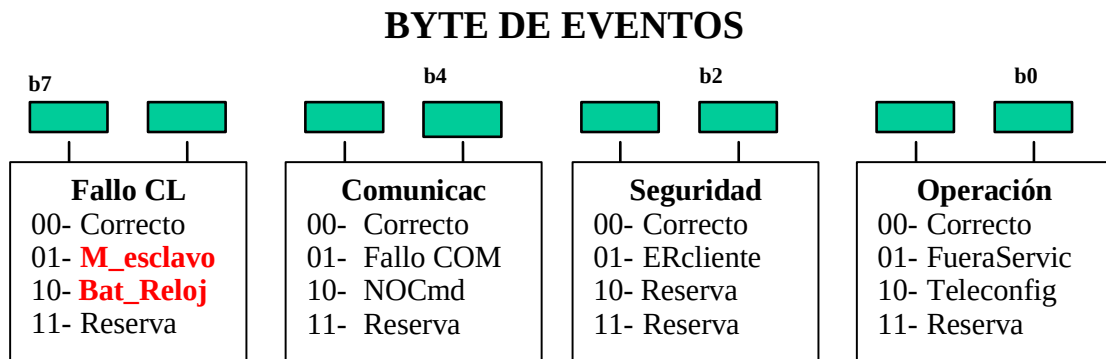 BYTE DE EVENTOS
b7
b4
b2
b0
Fallo CL
00- Correcto
01- M_esclavo
10- Bat_Reloj
11- Reserva
Comunicac
00- Correcto
01- Fallo COM
10- NOCmd
11- Reserva
Seguridad
00- Correcto
01- ERcliente
10- Reserva
11- Reserva
Operación
00- Correcto
01- FueraServic
10- Teleconfig
11- Reserva